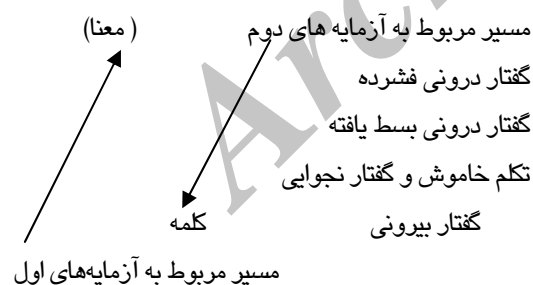 مسیر مربوط به آزمایه های دوم ( معنا)
گفتار درونی فشرده
گفتار درونی بسط یافته
تکلم خاموش و گفتار نجوایی
گفتار بیرونی کلمه
مسیر مربوط به آزمایه‌های اول